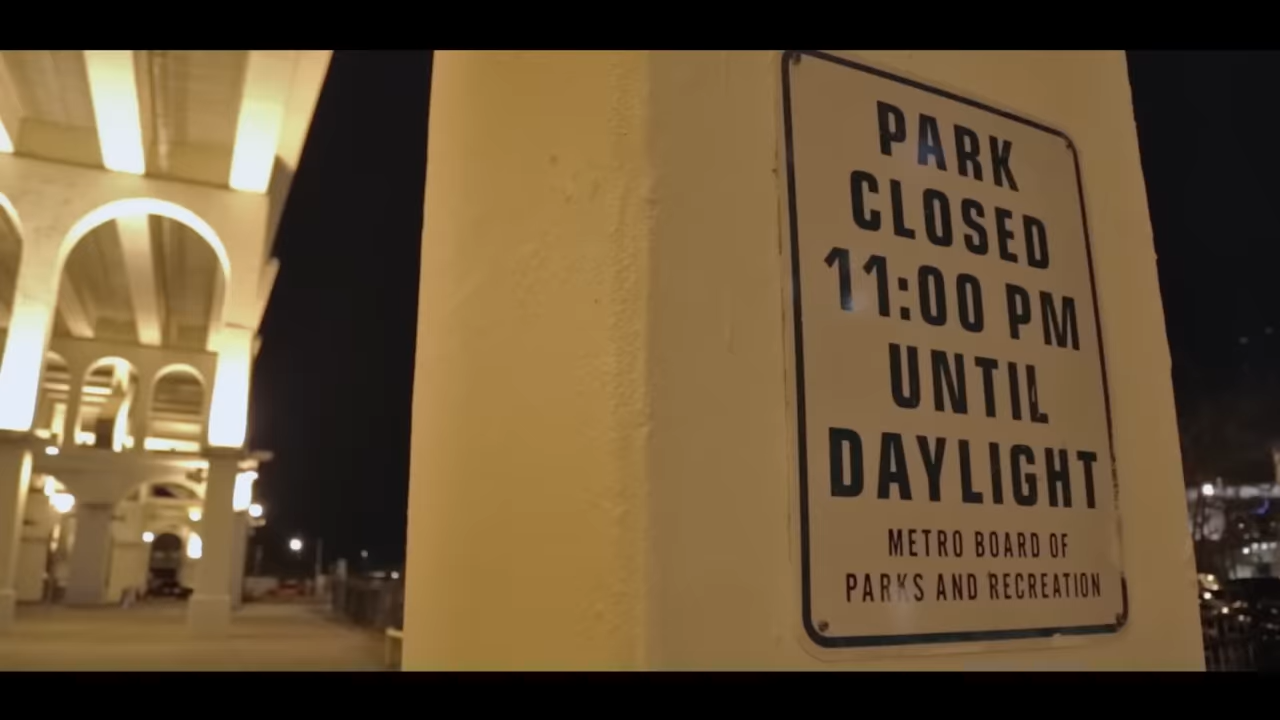 PARK
CLOSED
11:00 PM
UNTIL
DAYLIGHT
METRO BOARD OF
PARKS AND RECREATION